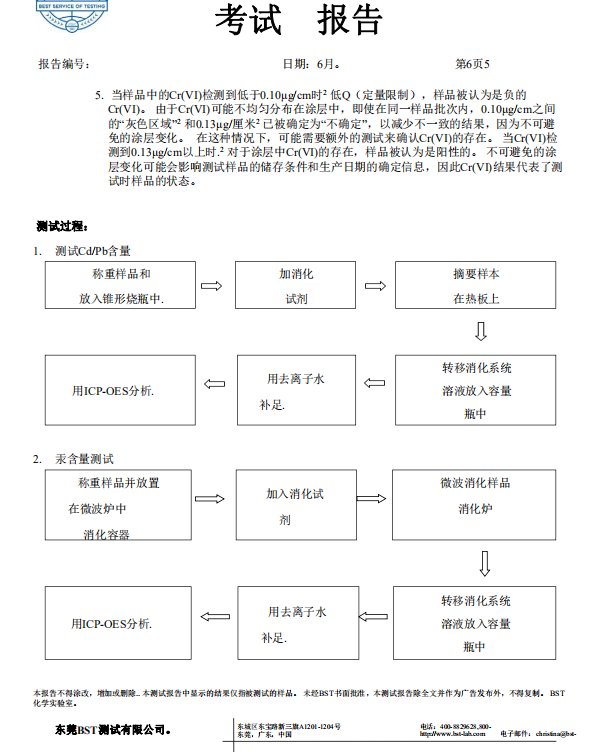 BEST SERVICE OF TESTING
考试 报告
报告编号： 日期：6月。 第6页5
5. 当样品中的Cr(VI)检测到低于0.10µg/cm时² 低Q（定量限制），样品被认为是负的
Cr(VI)。 由于Cr(VI)可能不均匀分布在涂层中，即使在同一样品批次内，0.10µg/cm之间
的“灰色区域”² 和0.13µg/厘米² 已被确定为“不确定”，以减少不一致的结果，因为不可避
免的涂层变化。 在这种情况下，可能需要额外的测试来确认Cr(VI)的存在。 当Cr(VI)检
测到0.13µg/cm以上时.² 对于涂层中Cr(VI)的存在，样品被认为是阳性的。 不可避免的涂
层变化可能会影响测试样品的储存条件和生产日期的确定信息，因此Cr(VI)结果代表了测
试时样品的状态。
测试过程：
1. 测试Cd/Pb含量
称重样品和
放入锥形烧瓶中.
加消化
试剂
摘要样本
在热板上
转移消化系统
溶液放入容量
瓶中
用去离子水
补足.
用ICP-OES分析.
2. 汞含量测试
称重样品并放置
在微波炉中
消化容器
加入消化试
剂
微波消化样品
消化炉
转移消化系统
溶液放入容量
瓶中
用去离子水
补足.
用ICP-OES分析.
本报告不得涂改，增加或删除.. 本测试报告中显示的结果仅指被测试的样品。 未经BST书面批准，本测试报告除全文并作为广告发布外，不得复制。 BST
化学实验室。
东莞BST测试有限公司。
东城区东宝路新三旗A1201-1204号
东莞，广东，中国
电话：400-8829628,800-
http://www.bst-lab.com 电子邮件：christina@bst-